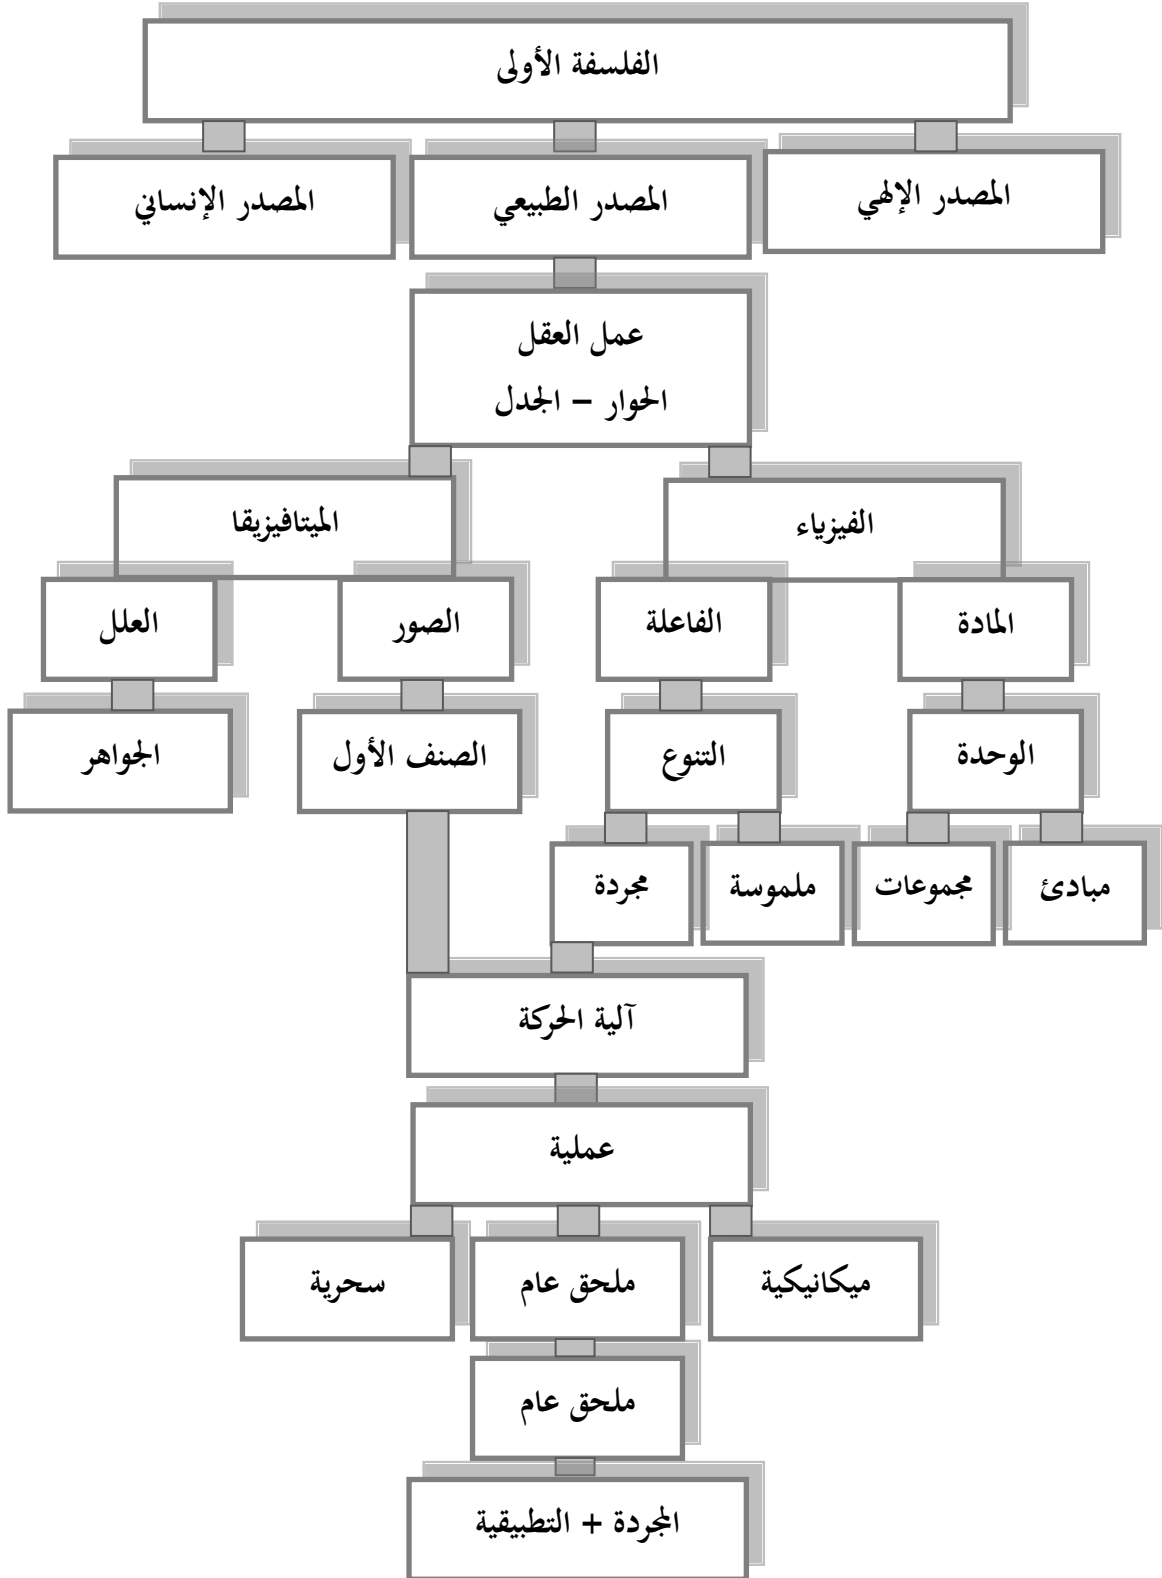 الفلسفة الأولى
المصدر الإلهي
المصدر الطبيعي
المصدر الإنساني
عمل العقل
الحوار – الجدل
الفيزياء
الميتافيزيقا
المادة
الفاعلة
الصور
العلل
الوحدة
التنوع
الصنف الأول
الجواهر
مبادئ
مجموعات
ملموسة
مجردة
آلية الحركة
عملية
ميكانيكية
ملحق عام
سحرية
ملحق عام
المجردة + التطبيقية